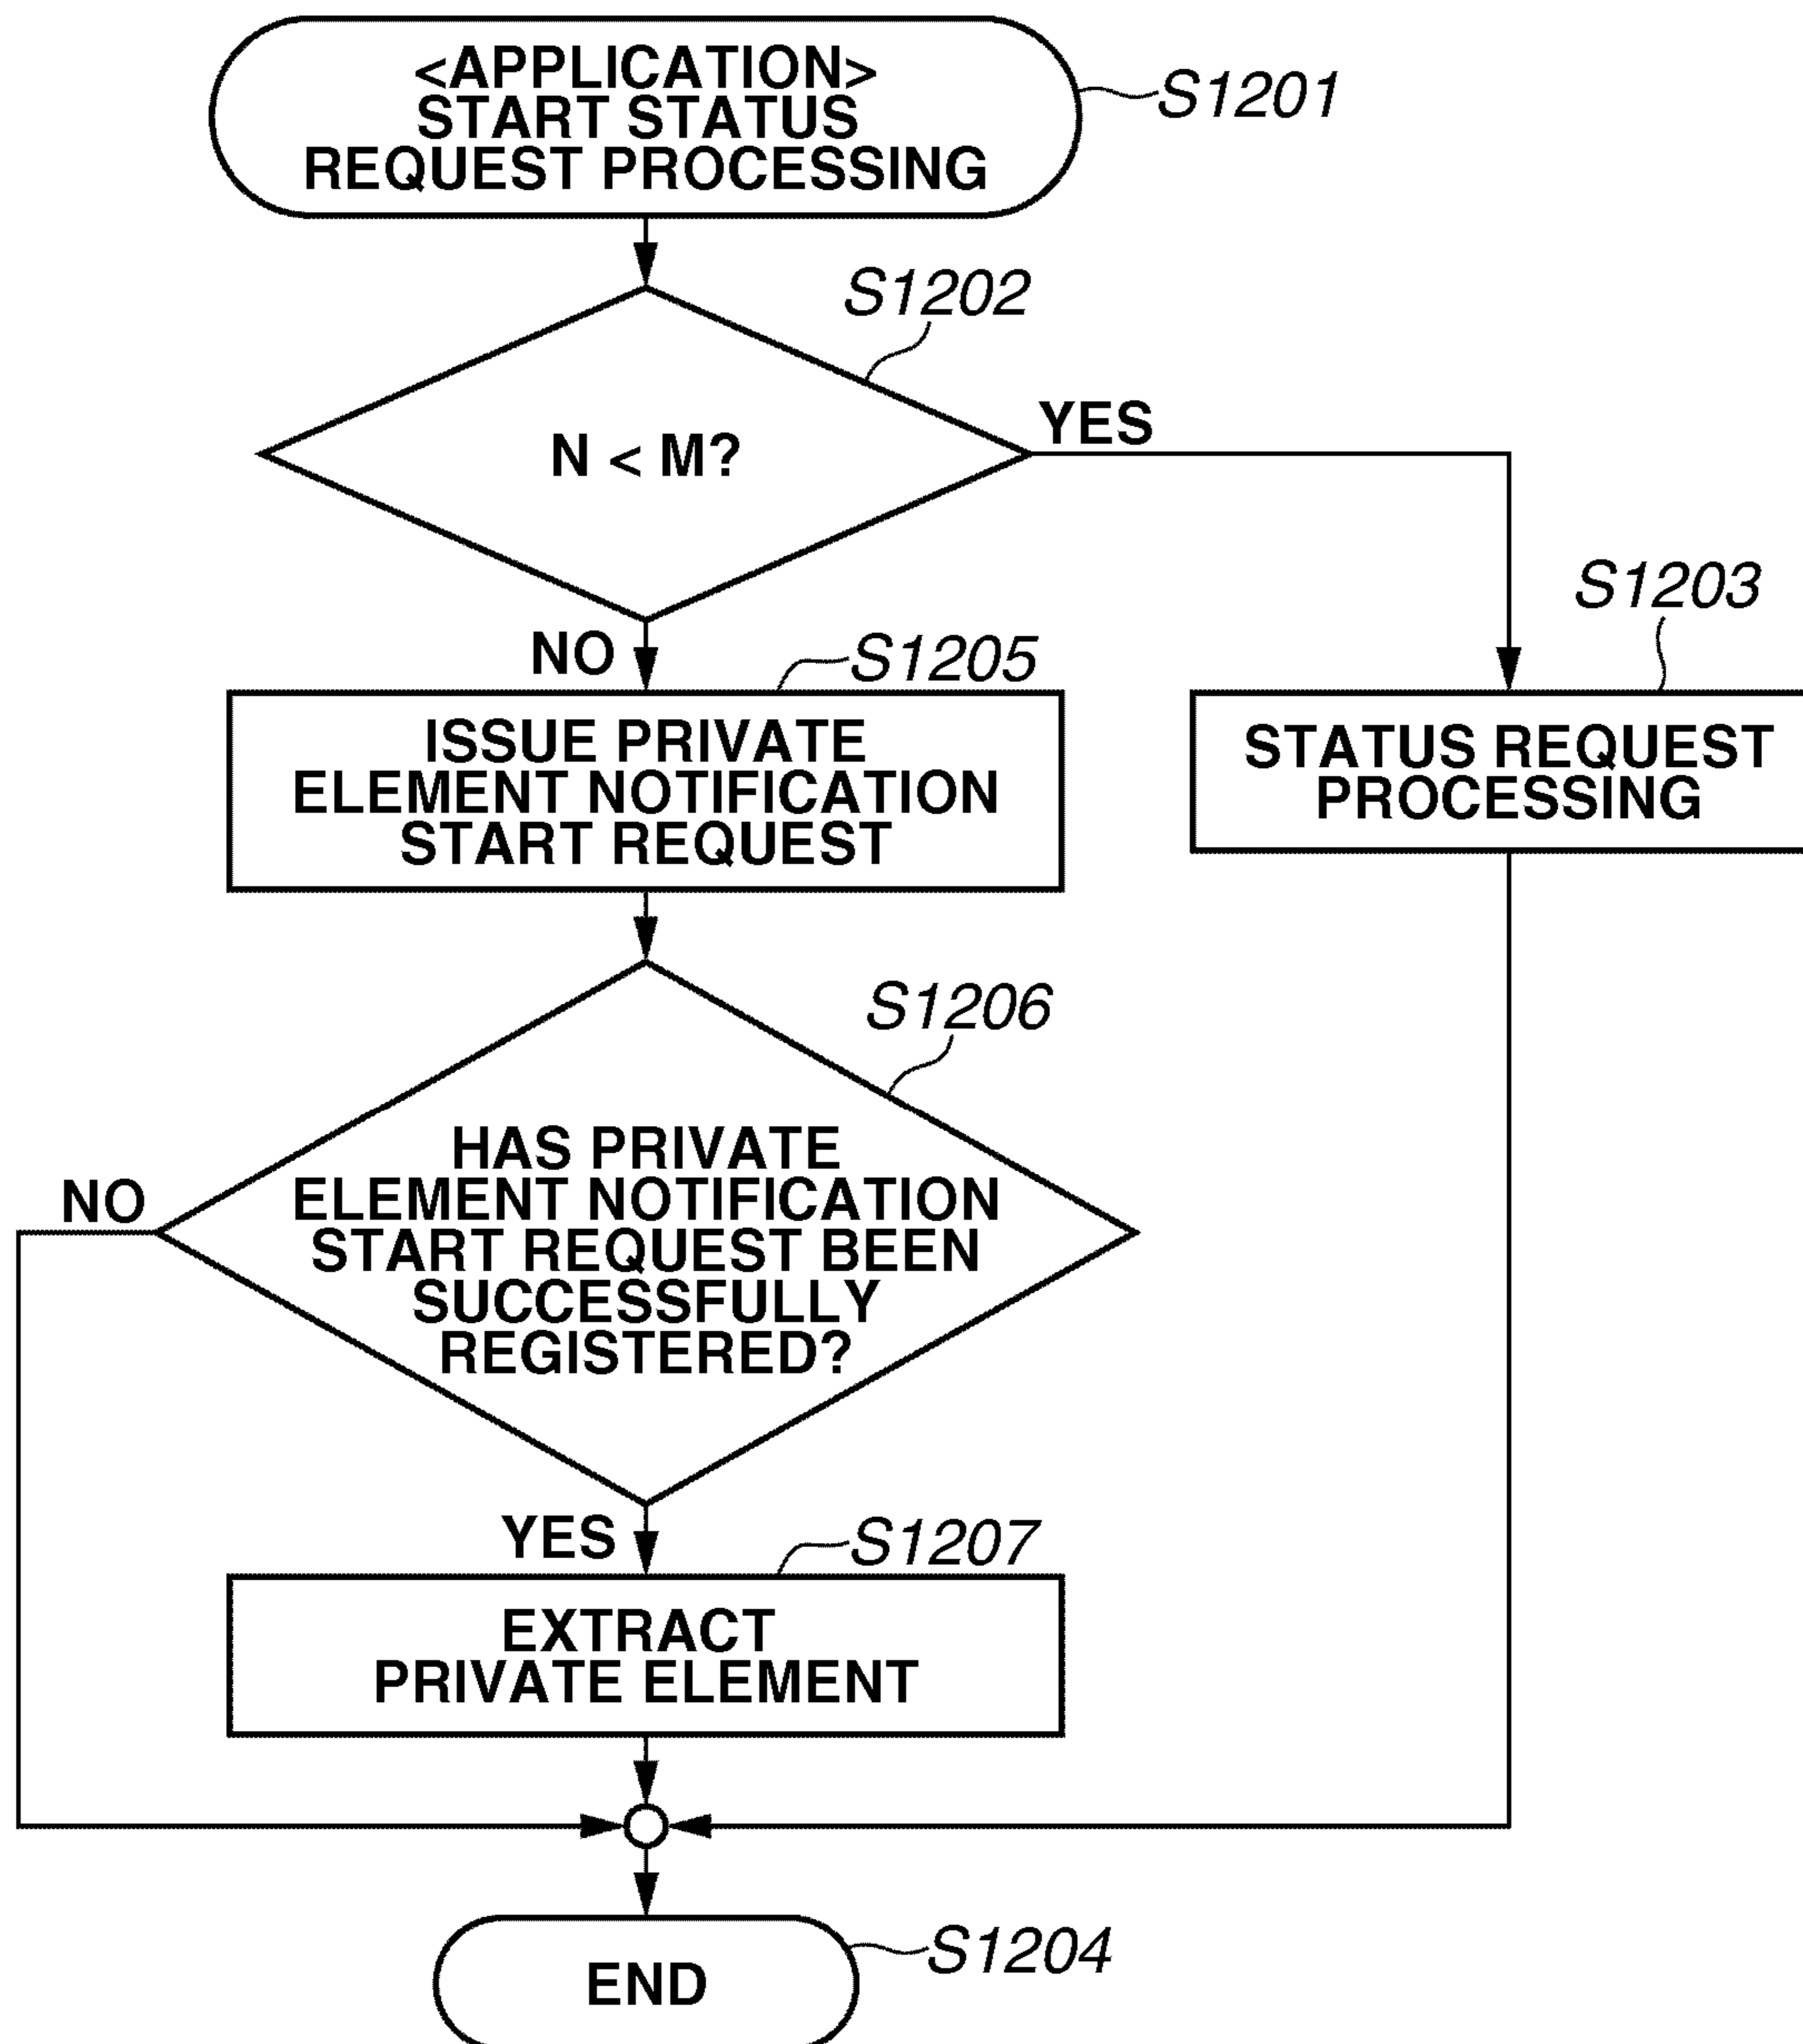 <APPLICATION>
START STATUS
REQUEST PROCESSING
S1201
S1202
N < M?
YES
S1203
STATUS REQUEST
PROCESSING
NO
S1205
ISSUE PRIVATE
ELEMENT NOTIFICATION
START REQUEST
S1206
HAS PRIVATE
ELEMENT NOTIFICATION
START REQUEST BEEN
SUCCESSFULLY
REGISTERED?
NO
YES
S1207
EXTRACT
PRIVATE ELEMENT
S1204
END